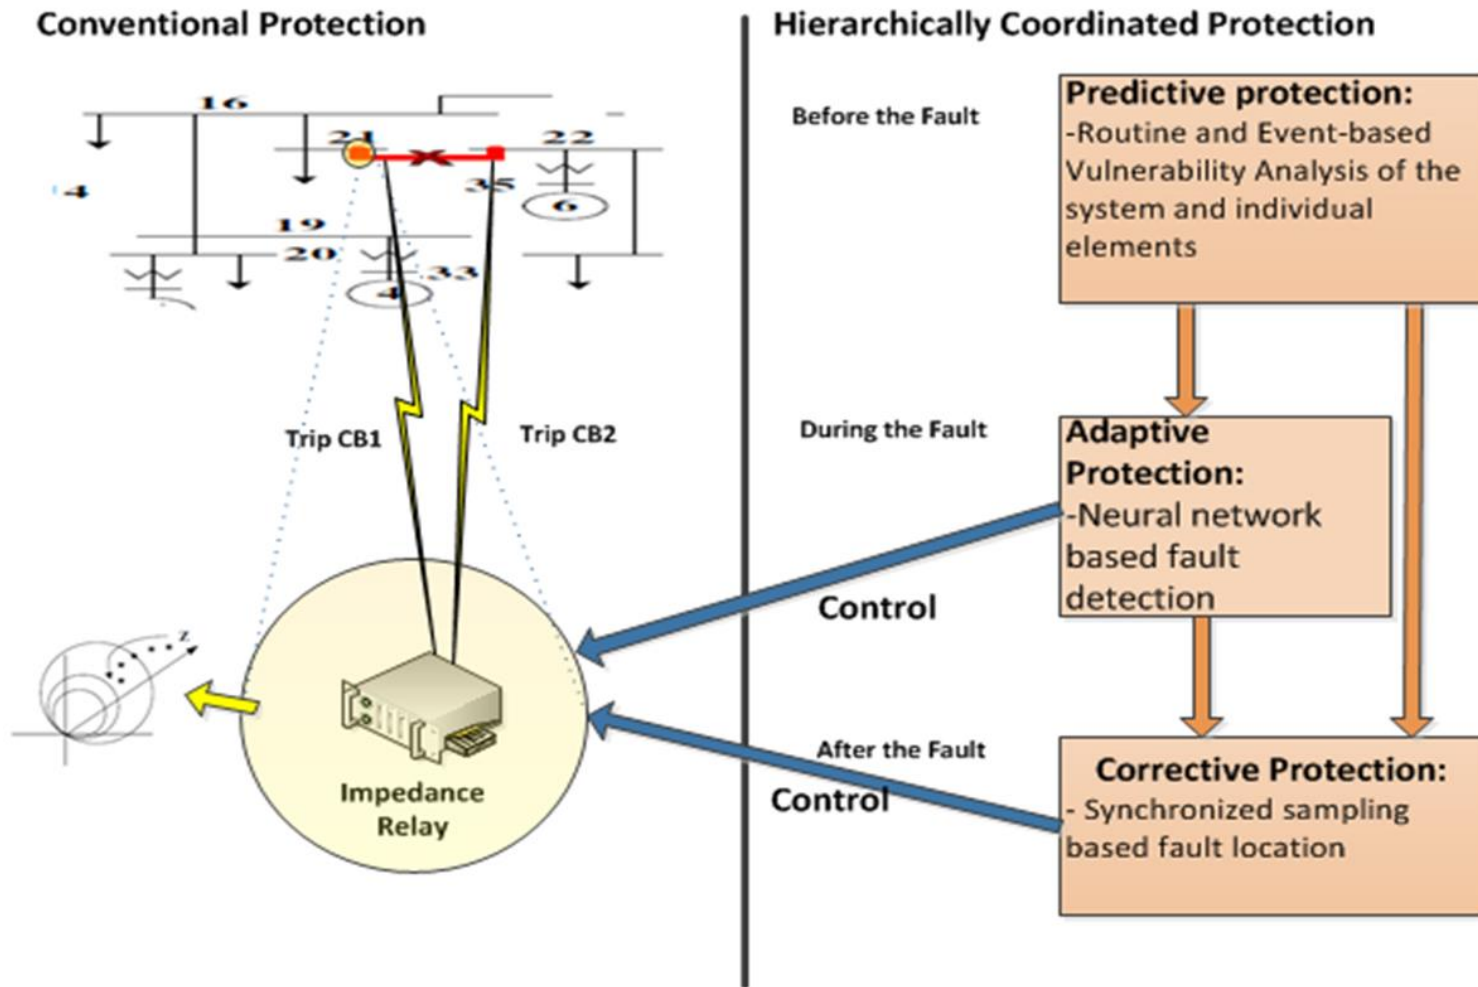 Conventional Protection
Hierarchically Coordinated Protection
16
21
22
4
35
6
19
20
33
4
Trip CB1
Trip CB2
z
Impedance
Relay
Before the Fault
Predictive protection:
-Routine and Event-based
Vulnerability Analysis of the
system and individual
elements
During the Fault
Adaptive
Protection:
-Neural network
based fault
detection
Control
After the Fault
Control
Corrective Protection:
- Synchronized sampling
based fault location